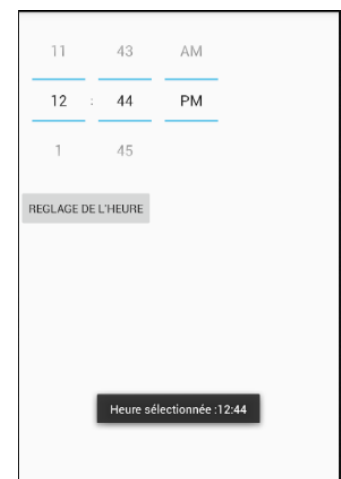 11 43 AM
12 : 44 PM
1 45
REGLAGE DE L'HEURE
Heure sélectionnée :12:44